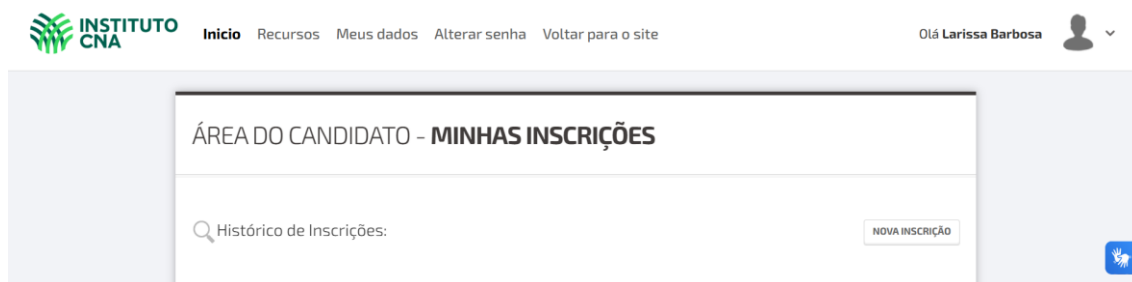 INSTITUTO CNA
Inicio Recursos Meus dados Alterar senha Voltar para o site
Olá Larissa Barbosa
ÁREA DO CANDIDATO - MINHAS INSCRIÇÕES
Histórico de Inscrições:
NOVA INSCRIÇÃO